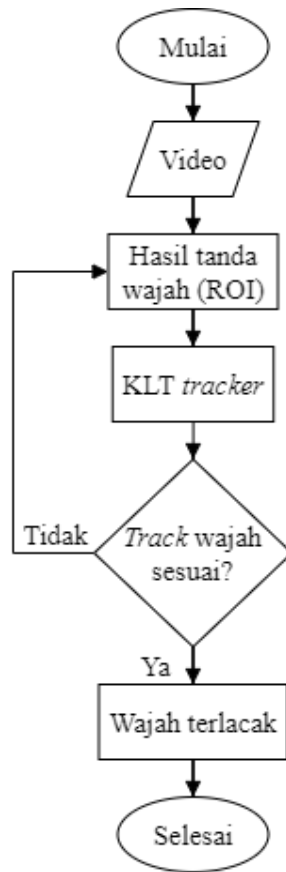 Mulai
Video
Hasil tanda
wajah (ROI)
KLT tracker
Track wajah
sesuai?
Tidak
Ya
Wajah terlacak
Selesai